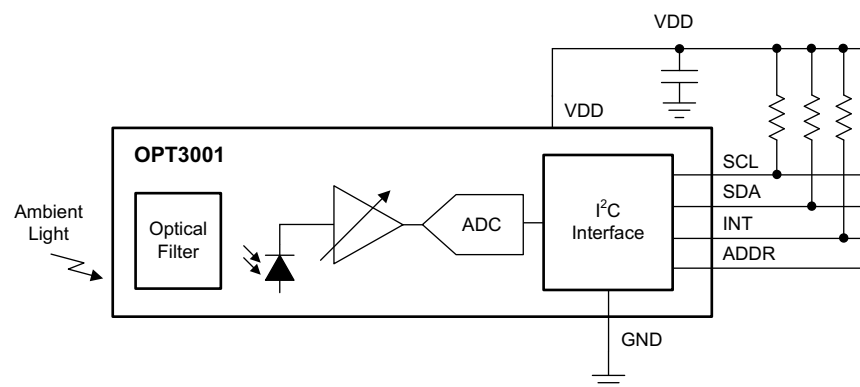 VDD
VDD
OPT3001
Ambient
Light
Optical
Filter
ADC
I²C
Interface
SCL
SDA
INT
ADDR
GND